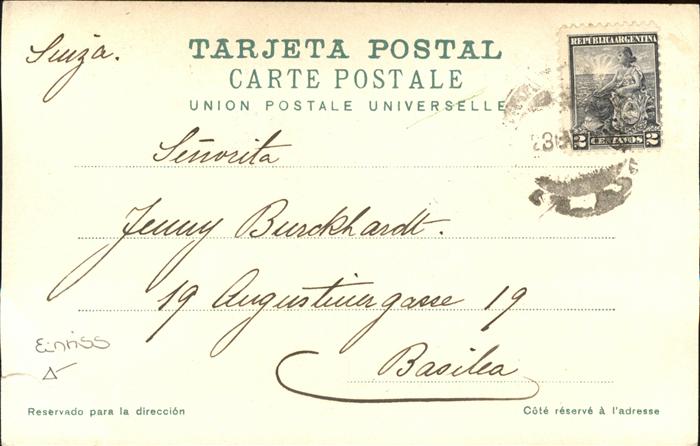 Suiza.
TARJETA POSTAL
CARTE POSTALE
UNION POSTALE UNIVERSELLE
REPUBLICA ARGENTINA
2 CENTAVOS 2
Señorita
Jenny Burckhardt.
19 Augustinergasse 19
Basilea
Einriss
Reservado para la dirección
Côté réservé à l'adresse